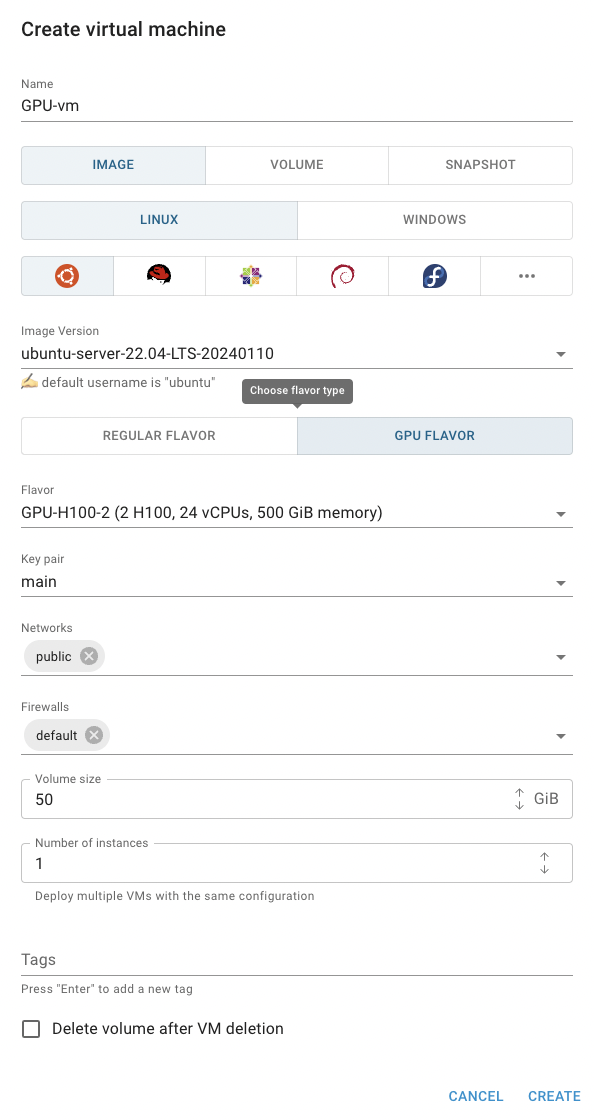 Create virtual machine
Name
GPU-vm
IMAGE VOLUME SNAPSHOT
LINUX WINDOWS
Image Version
ubuntu-server-22.04-LTS-20240110
✍️ default username is "ubuntu"
Choose flavor type
REGULAR FLAVOR GPU FLAVOR
Flavor
GPU-H100-2 (2 H100, 24 vCPUs, 500 GiB memory)
Key pair
main
Networks
public
Firewalls
default
Volume size
50 GiB
Number of instances
1
Deploy multiple VMs with the same configuration
Tags
Press "Enter" to add a new tag
Delete volume after VM deletion
CANCEL CREATE